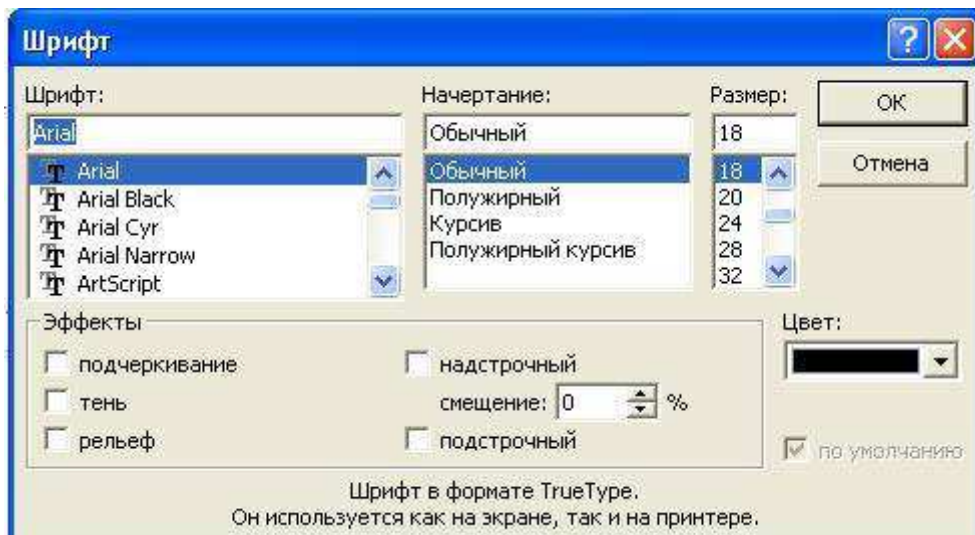 Шрифт
Шрифт:
Начертание:
Размер:
Arial
Обычный
18
OK
Отмена
Arial
Arial Black
Arial Cyr
Arial Narrow
ArtScript
Обычный
Полужирный
Курсив
Полужирный курсив
18
20
24
28
32
Эффекты
подчеркивание
тень
рельеф
надстрочный
смещение: 0 %
подстрочный
Цвет:
по умолчанию
Шрифт в формате TrueType.
Он используется как на экране, так и на принтере.